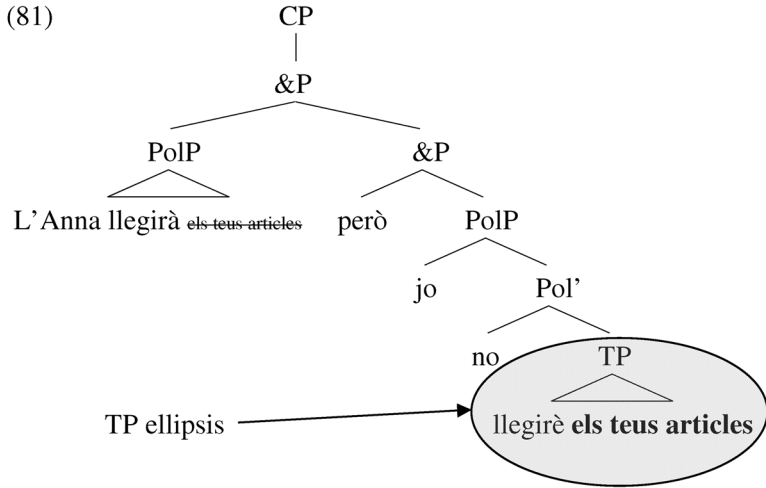 (81) CP
&P
PolP &P
L’Anna llegirà els teus articles però PolP
jo Pol’
no TP
TP ellipsis llegirè els teus articles